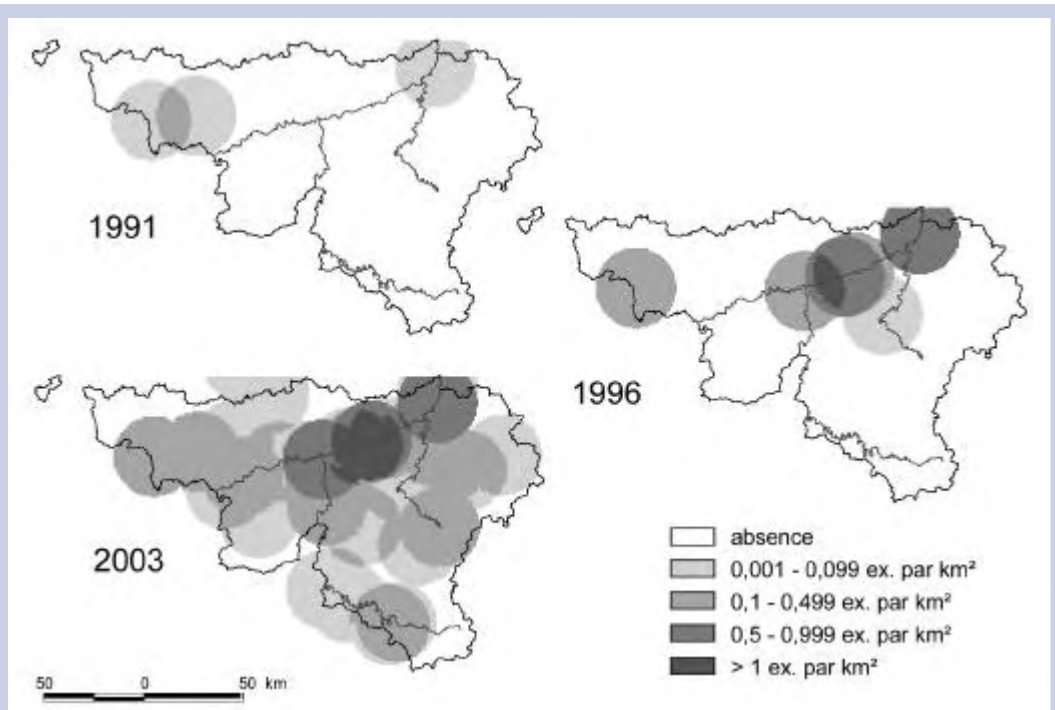 1991
1996
2003
absence
0,001 - 0,099 ex. par km²
0,1 - 0,499 ex. par km²
0,5 - 0,999 ex. par km²
> 1 ex. par km²
50 0 50 km